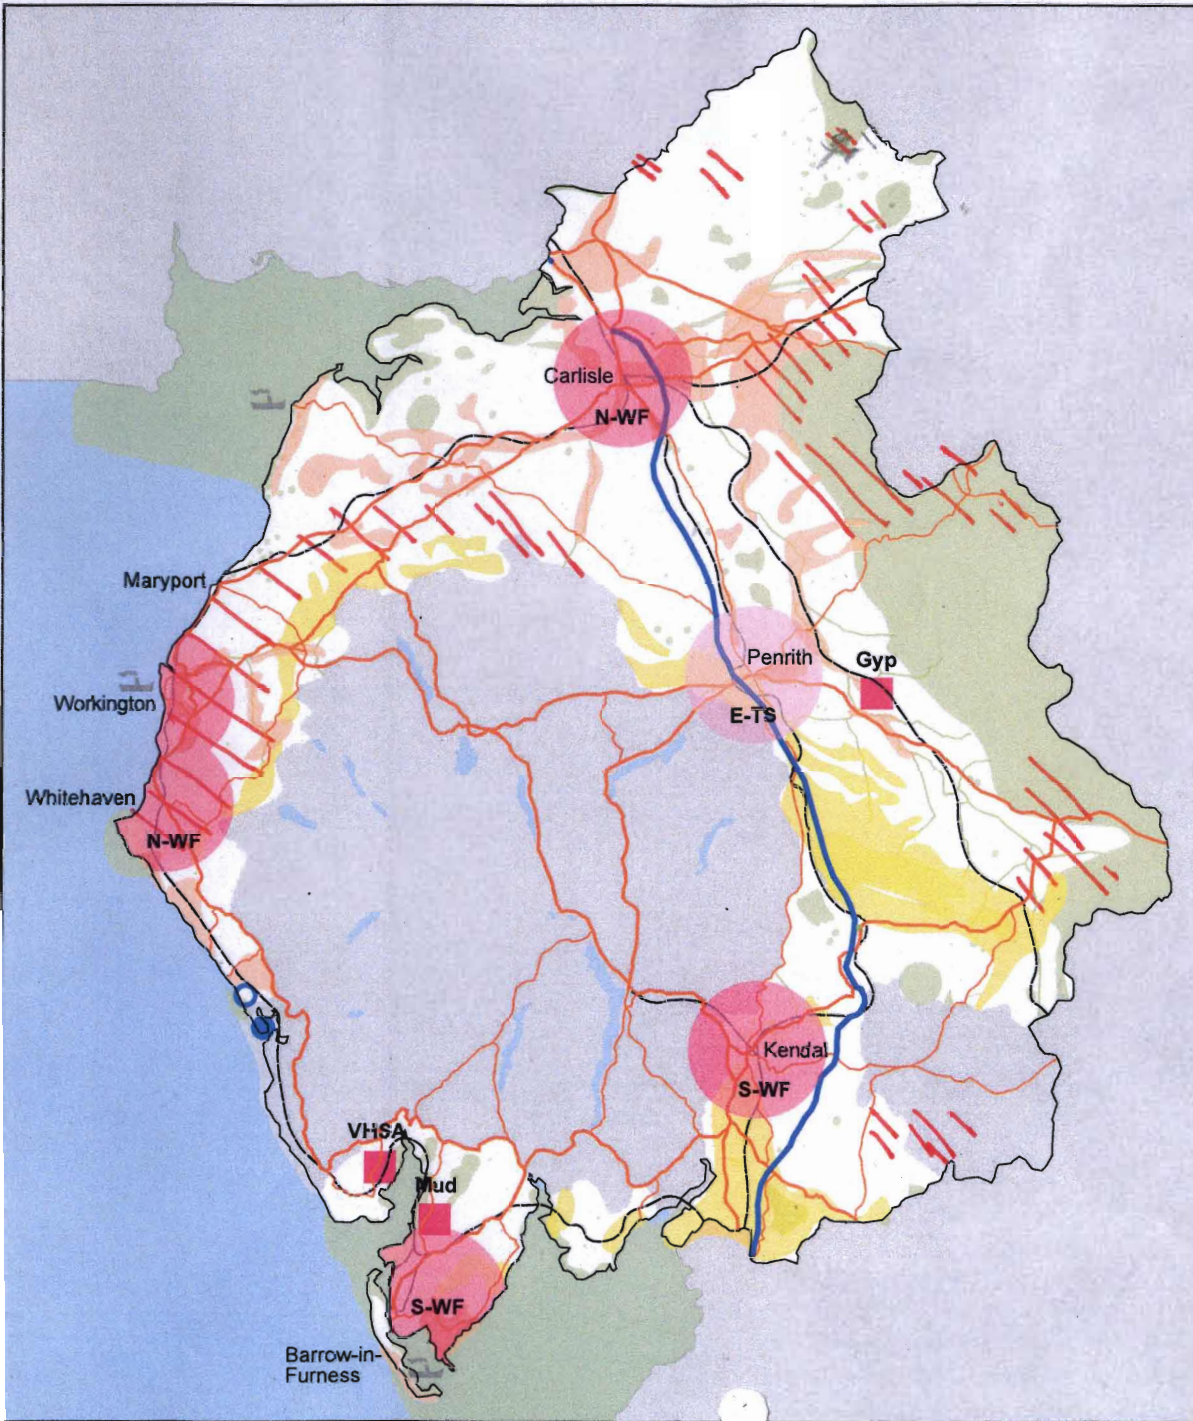 Carlisle
N-WF
Maryport
Penrith
Gyp
Workington
E-TS
Whitehaven
N-WF
Kendal
S-WF
VHSA
Mud
S-WF
Barrow-in-
Furness